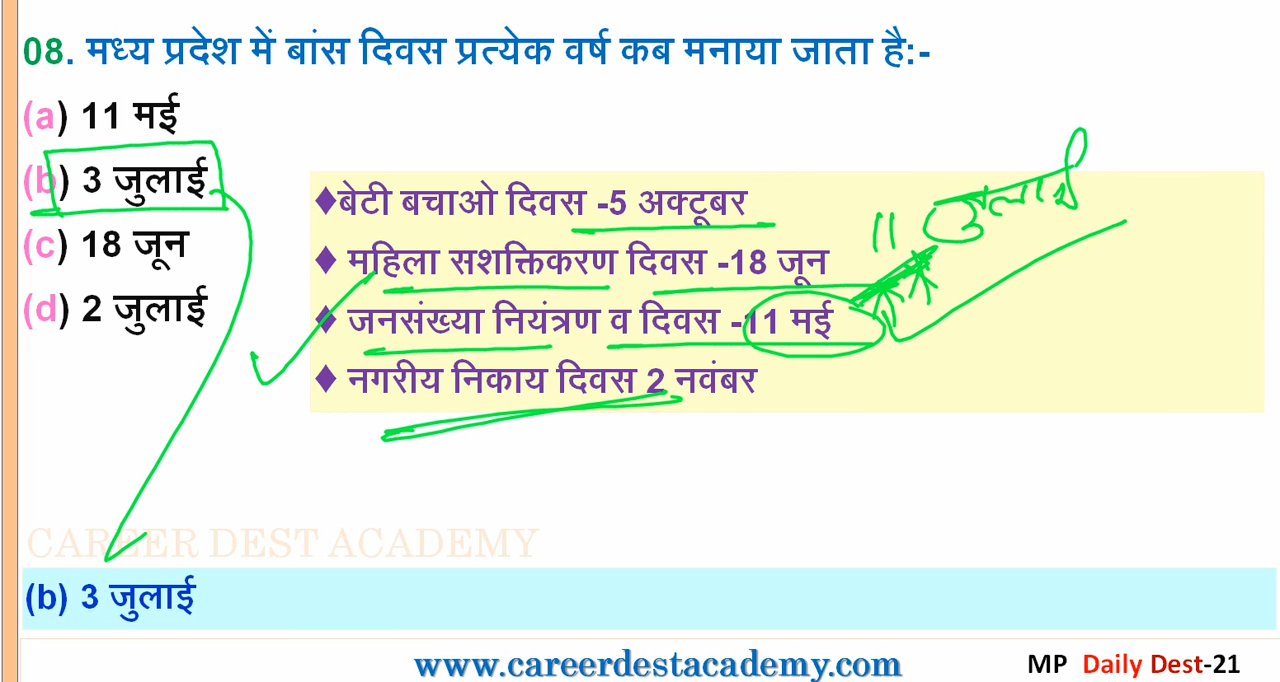 08. मध्य प्रदेश में बांस दिवस प्रत्येक वर्ष कब मनाया जाता है:-
(a) 11 मई
(b) 3 जुलाई
(c) 18 जून
(d) 2 जुलाई
♦बेटी बचाओ दिवस -5 अक्टूबर
♦ महिला सशक्तिकरण दिवस -18 जून
♦ जनसंख्या नियंत्रण व दिवस -11 मई
♦ नगरीय निकाय दिवस 2 नवंबर
11 जुलाई
CAREER DEST ACADEMY
(b) 3 जुलाई
www.careerdestacademy.com
MP Daily Dest-21